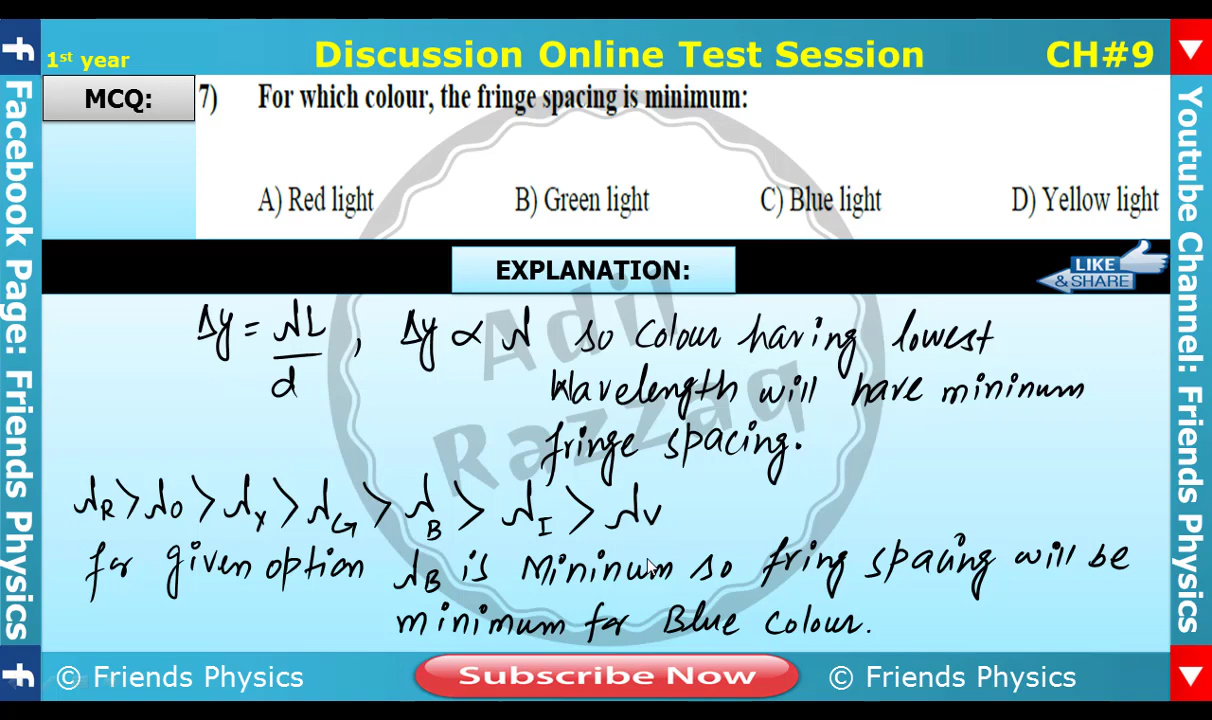 1st year
Discussion Online Test Session
CH#9
MCQ:
7) For which colour, the fringe spacing is minimum:
A) Red light B) Green light C) Blue light D) Yellow light
EXPLANATION:
LIKE
& SHARE
Δy = λL/d , Δy ∝ λ so Colour having lowest
Wavelength will have mininum
fringe spacing.
λR > λO > λY > λG > λB > λI > λV
for given option λB is Mininum so fring spacing will be
minimum for Blue Colour.
Adil
Razzaq
f Facebook Page: Friends Physics f
Youtube Channel: Friends Physics
© Friends Physics
Subscribe Now
© Friends Physics